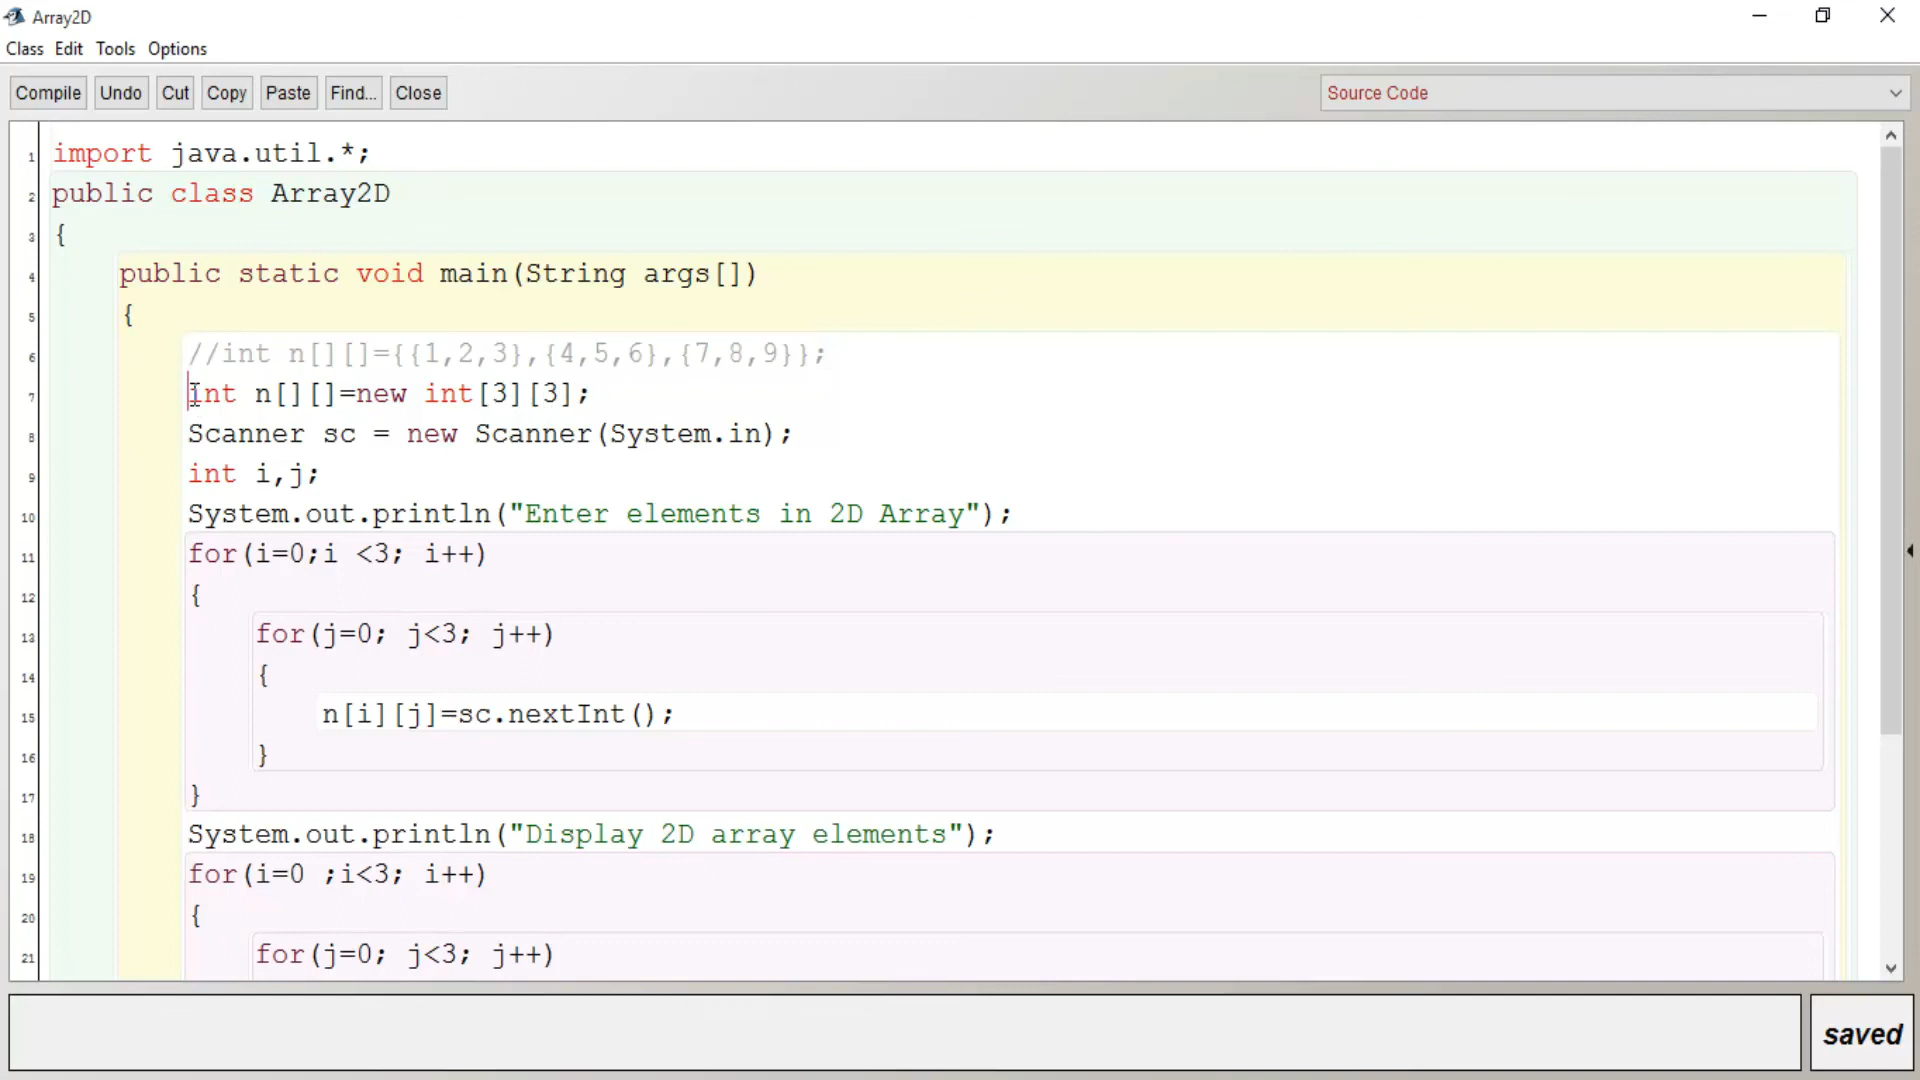 Array2D
Class Edit Tools Options
Compile Undo Cut Copy Paste Find... Close Source Code
1 import java.util.*;
2 public class Array2D
3 {
4 public static void main(String args[])
5 {
6 //int n[][]={{1,2,3},{4,5,6},{7,8,9}};
7 int n[][]=new int[3][3];
8 Scanner sc = new Scanner(System.in);
9 int i,j;
10 System.out.println("Enter elements in 2D Array");
11 for(i=0;i <3; i++)
12 {
13 for(j=0; j<3; j++)
14 {
15 n[i][j]=sc.nextInt();
16 }
17 }
18 System.out.println("Display 2D array elements");
19 for(i=0 ;i<3; i++)
20 {
21 for(j=0; j<3; j++)
saved